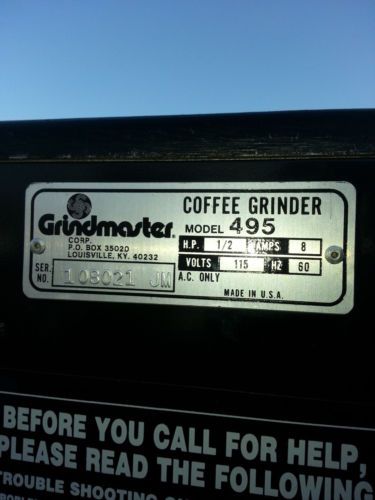 Grindmaster
CORP.
P.O. BOX 35020
LOUISVILLE, KY. 40232
SER. NO. 108021 JM
COFFEE GRINDER
MODEL 495
H.P. 1/2 AMPS 8
VOLTS 115 HZ 60
A.C. ONLY
MADE IN U.S.A.
BEFORE YOU CALL FOR HELP,
PLEASE READ THE FOLLOWING
TROUBLE SHOOTING